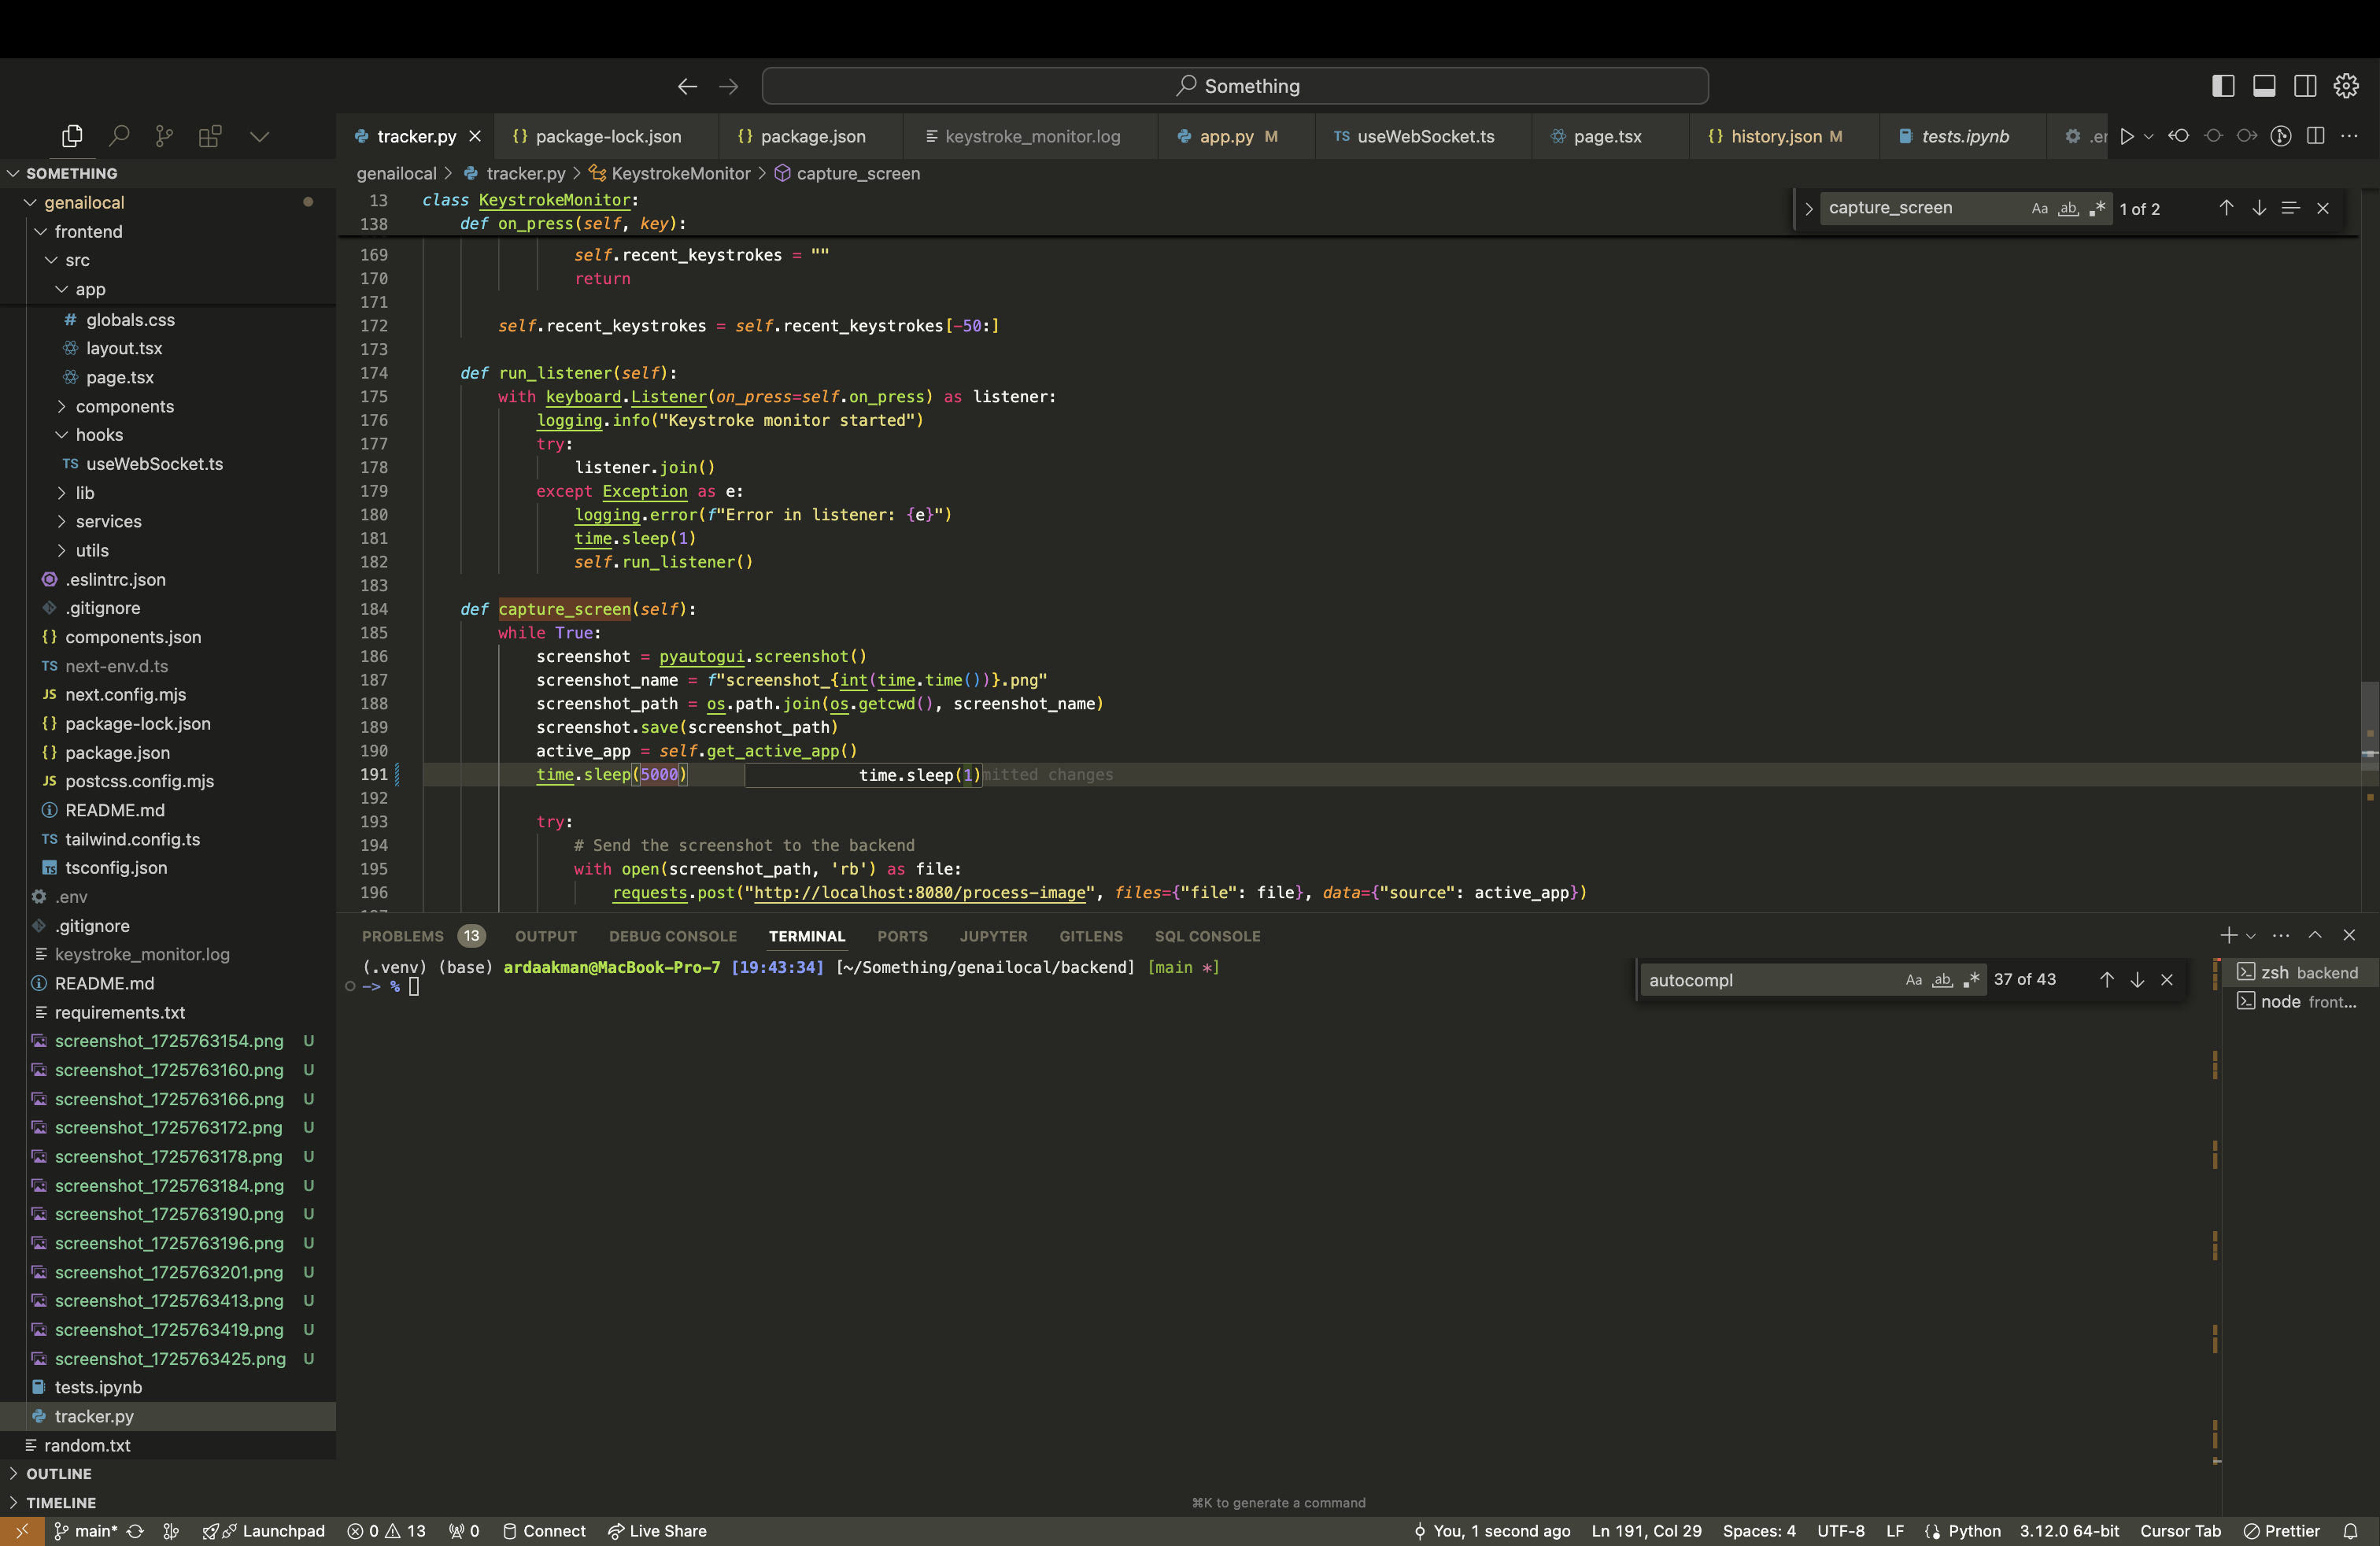 Something
tracker.py
package-lock.json
package.json
keystroke_monitor.log
app.py M
TS useWebSocket.ts
page.tsx
history.json M
tests.ipynb
SOMETHING
genailocal
frontend
src
app
# globals.css
layout.tsx
page.tsx
components
hooks
TS useWebSocket.ts
lib
services
utils
.eslintrc.json
.gitignore
{} components.json
TS next-env.d.ts
JS next.config.mjs
{} package-lock.json
{} package.json
JS postcss.config.mjs
README.md
TS tailwind.config.ts
tsconfig.json
.env
.gitignore
keystroke_monitor.log
README.md
requirements.txt
screenshot_1725763154.png U
screenshot_1725763160.png U
screenshot_1725763166.png U
screenshot_1725763172.png U
screenshot_1725763178.png U
screenshot_1725763184.png U
screenshot_1725763190.png U
screenshot_1725763196.png U
screenshot_1725763201.png U
screenshot_1725763413.png U
screenshot_1725763419.png U
screenshot_1725763425.png U
tests.ipynb
tracker.py
random.txt
OUTLINE
TIMELINE
genailocal > tracker.py > KeystrokeMonitor > capture_screen
capture_screen Aa ab 1 of 2
13 class KeystrokeMonitor:
138 def on_press(self, key):
169 self.recent_keystrokes = ""
170 return
171
172 self.recent_keystrokes = self.recent_keystrokes[-50:]
173
174 def run_listener(self):
175 with keyboard.Listener(on_press=self.on_press) as listener:
176 logging.info("Keystroke monitor started")
177 try:
178 listener.join()
179 except Exception as e:
180 logging.error(f"Error in listener: {e}")
181 time.sleep(1)
182 self.run_listener()
183
184 def capture_screen(self):
185 while True:
186 screenshot = pyautogui.screenshot()
187 screenshot_name = f"screenshot_{int(time.time())}.png"
188 screenshot_path = os.path.join(os.getcwd(), screenshot_name)
189 screenshot.save(screenshot_path)
190 active_app = self.get_active_app()
191 time.sleep(5000) time.sleep(1)mitted changes
192
193 try:
194 # Send the screenshot to the backend
195 with open(screenshot_path, 'rb') as file:
196 requests.post("http://localhost:8080/process-image", files={"file": file}, data={"source": active_app})
PROBLEMS 13 OUTPUT DEBUG CONSOLE TERMINAL PORTS JUPYTER GITLENS SQL CONSOLE
(.venv) (base) ardaakman@MacBook-Pro-7 [19:43:34] [~/Something/genailocal/backend] [main *]
-> %
autocompl Aa ab 37 of 43
zsh backend
node front...
⌘K to generate a command
main* Launchpad 0 13 0 Connect Live Share You, 1 second ago Ln 191, Col 29 Spaces: 4 UTF-8 LF Python 3.12.0 64-bit Cursor Tab Prettier